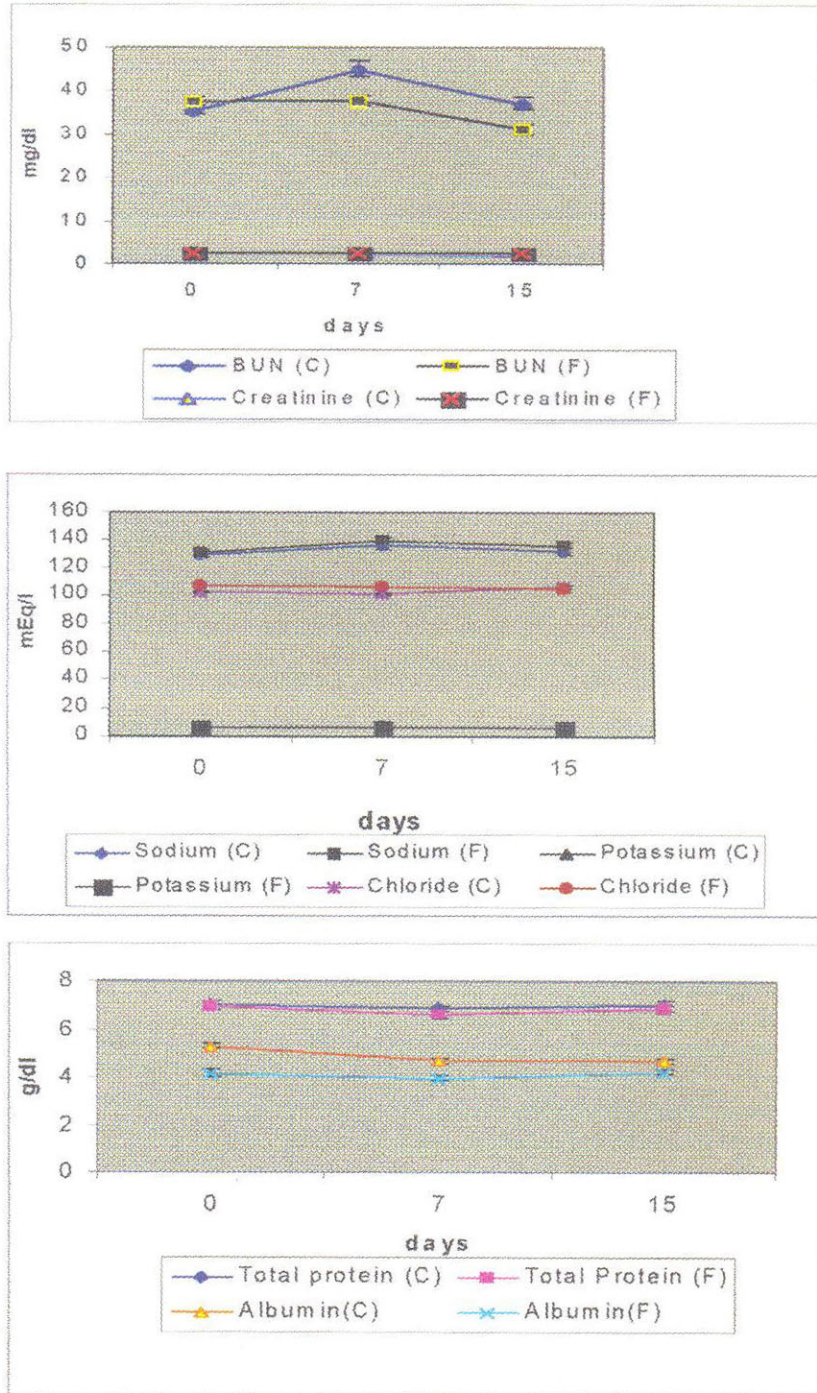 50
40
30
20
10
0
mg/dl
0 7 15
days
BUN (C) BUN (F)
Creatinine (C) Creatinine (F)
160
140
120
100
80
60
40
20
0
mEq/l
0 7 15
days
Sodium (C) Sodium (F) Potassium (C)
Potassium (F) Chloride (C) Chloride (F)
8
6
4
2
0
g/dl
0 7 15
days
Total protein (C) Total Protein (F)
Albumin(C) Albumin(F)